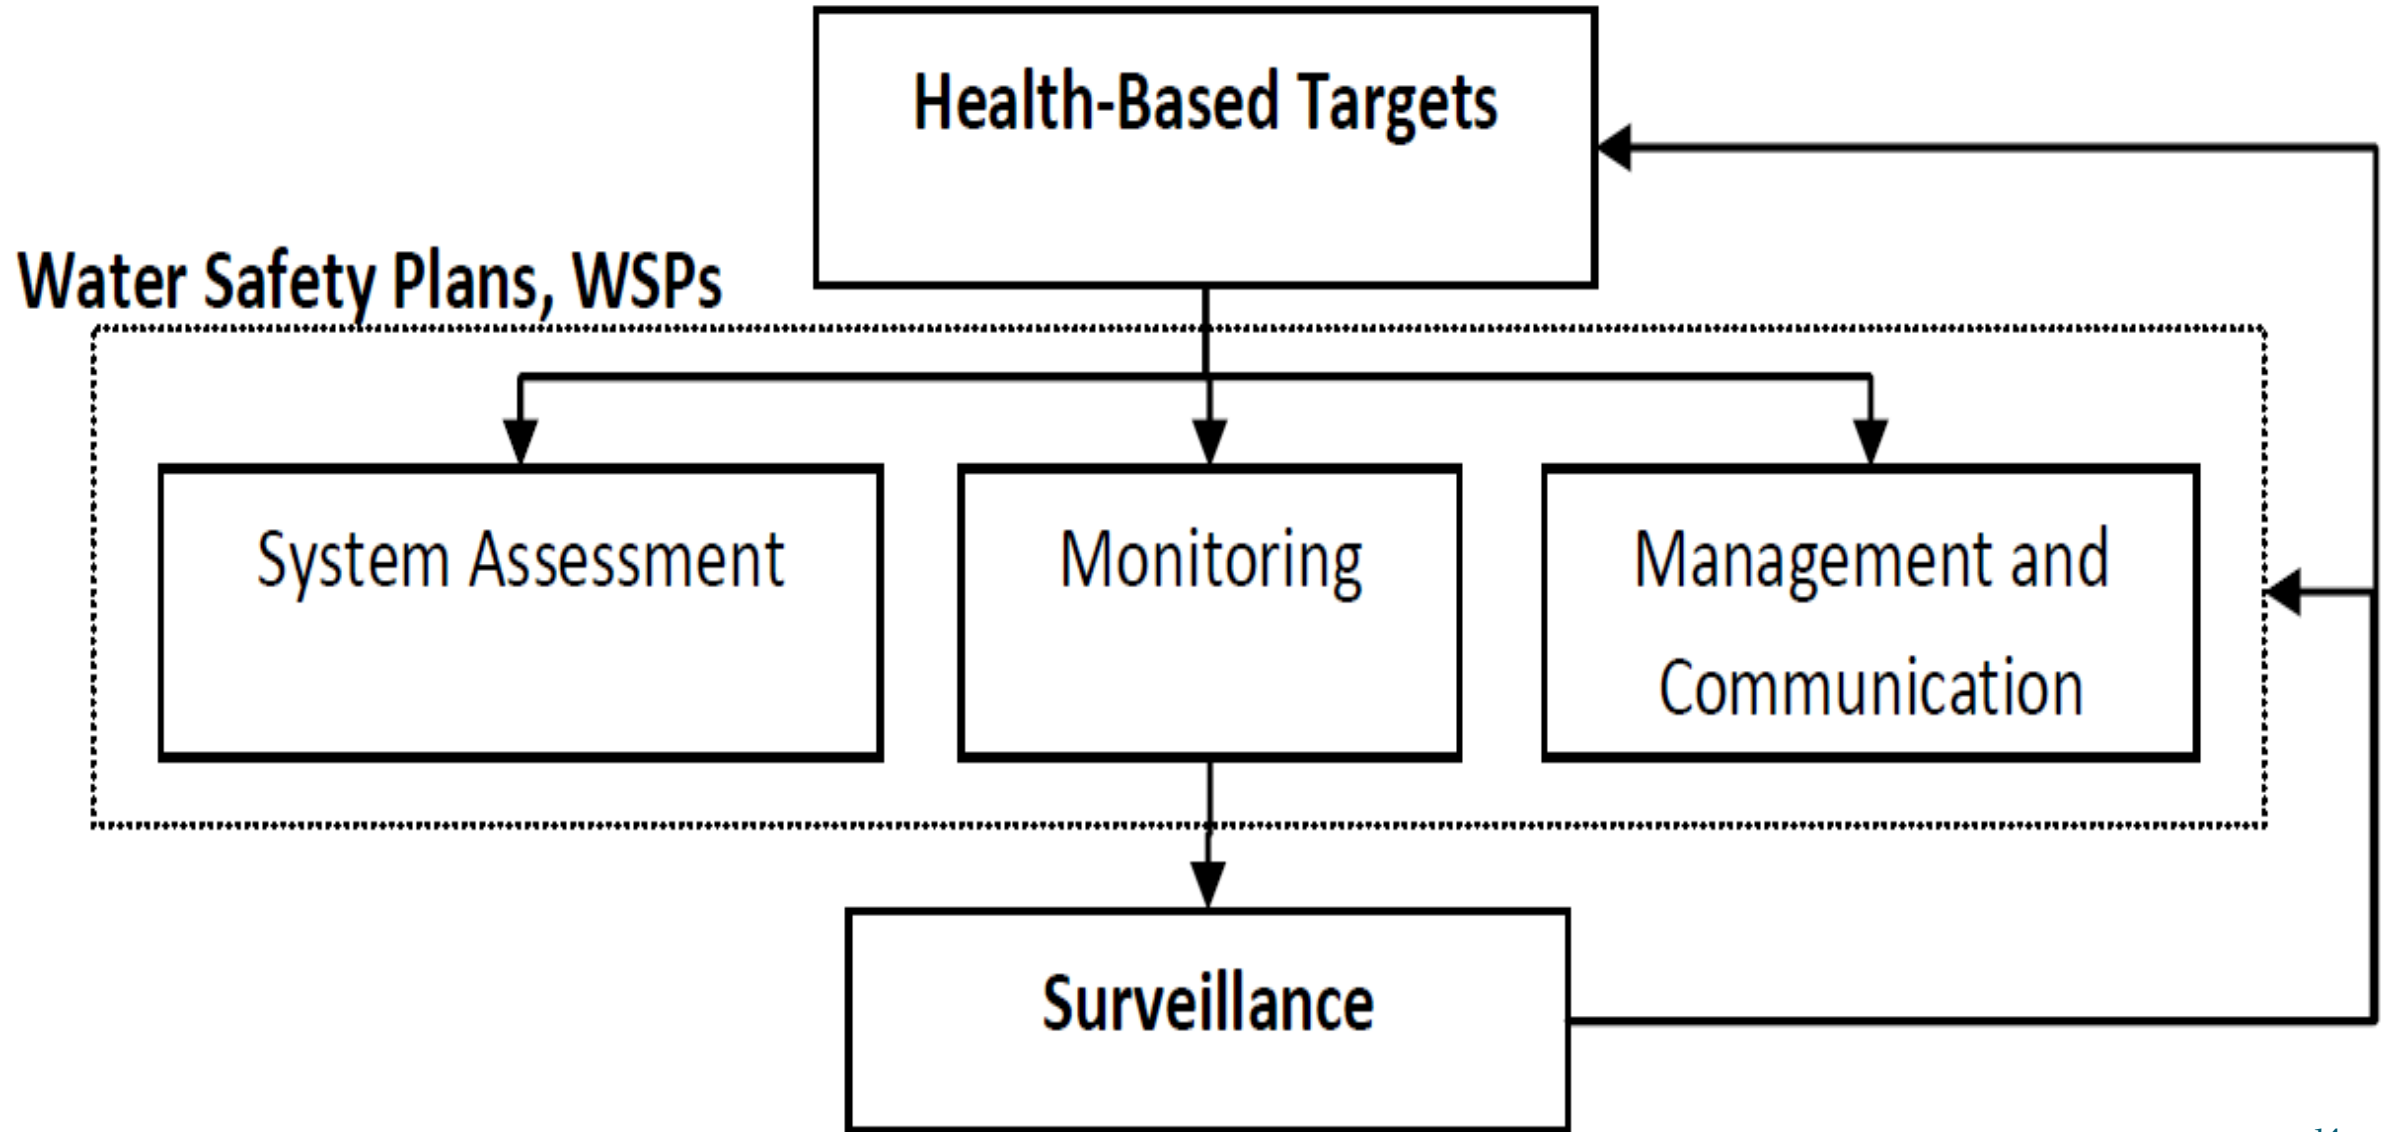 Health-Based Targets
Water Safety Plans, WSPs
System Assessment
Monitoring
Management and
Communication
Surveillance